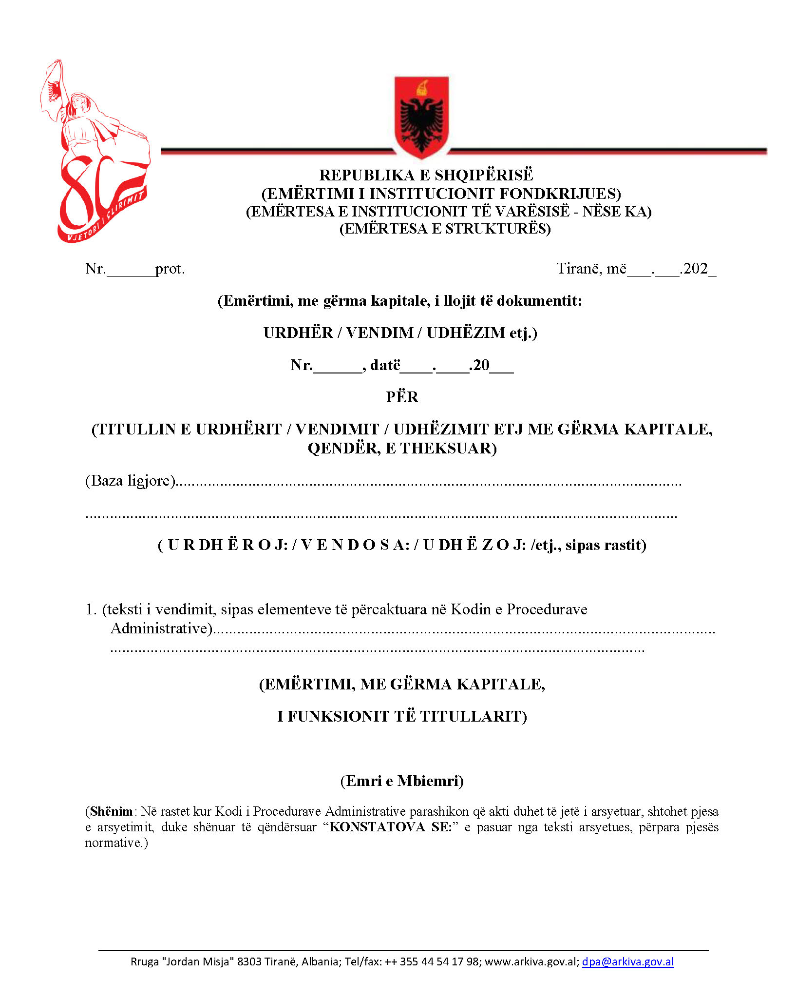 REPUBLIKA E SHQIPËRISË
(EMËRTIMI I INSTITUCIONIT FONDKRIJUES)
(EMËRTESA E INSTITUCIONIT TË VARËSISË - NËSE KA)
(EMËRTESA E STRUKTURËS)
80
VJETORI I ÇLIRIMIT
Nr.______prot. Tiranë, më___.___.202_
(Emërtimi, me gërma kapitale, i llojit të dokumentit:
URDHËR / VENDIM / UDHËZIM etj.)
Nr.______, datë____.____.20___
PËR
(TITULLIN E URDHËRIT / VENDIMIT / UDHËZIMIT ETJ ME GËRMA KAPITALE,
QENDËR, E THEKSUAR)
(Baza ligjore)..............................................................................................................................
...................................................................................................................................................
( U R DH Ë R O J: / V E N D O S A: / U DH Ë Z O J: /etj., sipas rastit)
1. (teksti i vendimit, sipas elementeve të përcaktuara në Kodin e Procedurave
Administrative).............................................................................................................................
.....................................................................................................................................
(EMËRTIMI, ME GËRMA KAPITALE,
I FUNKSIONIT TË TITULLARIT)
(Emri e Mbiemri)
(Shënim: Në rastet kur Kodi i Procedurave Administrative parashikon që akti duhet të jetë i arsyetuar, shtohet pjesa
e arsyetimit, duke shënuar të qëndërsuar “KONSTATOVA SE:” e pasuar nga teksti arsyetues, përpara pjesës
normative.)
Rruga "Jordan Misja" 8303 Tiranë, Albania; Tel/fax: ++ 355 44 54 17 98; www.arkiva.gov.al; dpa@arkiva.gov.al